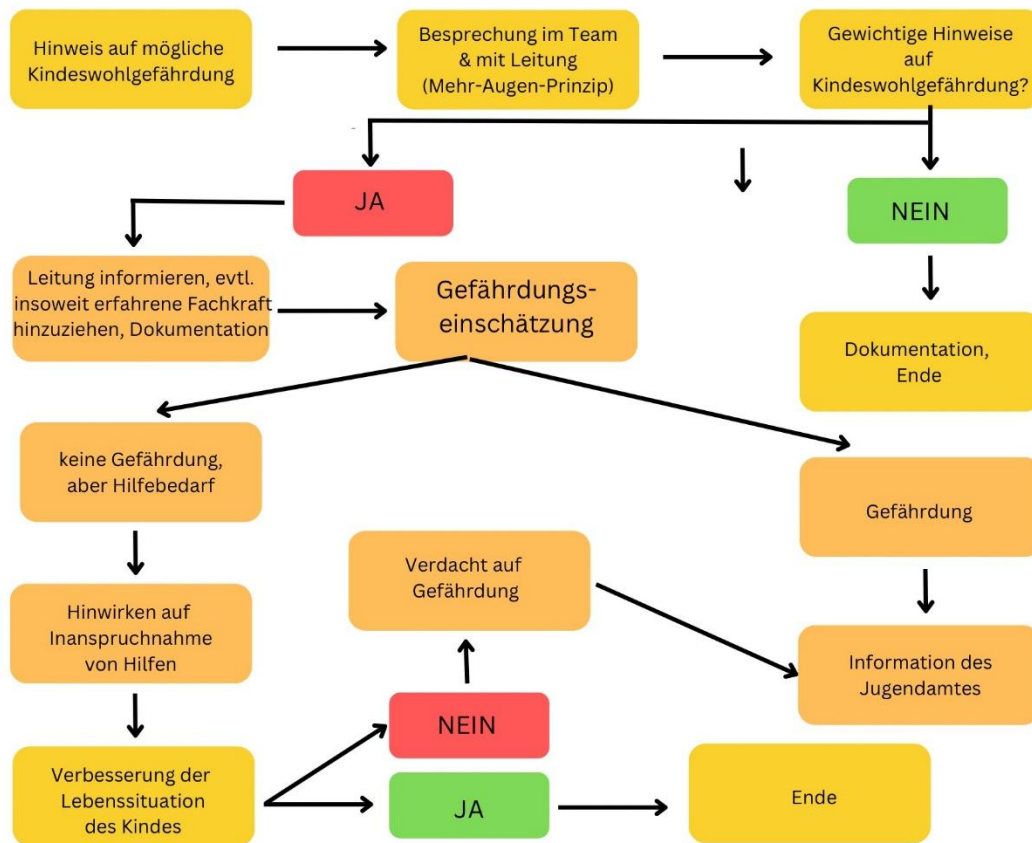 Hinweis auf mögliche
Kindeswohlgefährdung
Besprechung im Team
& mit Leitung
(Mehr-Augen-Prinzip)
Gewichtige Hinweise
auf
Kindeswohlgefährdung?
JA
NEIN
Leitung informieren, evtl.
insoweit erfahrene Fachkraft
hinzuziehen, Dokumentation
Gefährdungs-
einschätzung
Dokumentation,
Ende
keine Gefährdung,
aber Hilfebedarf
Gefährdung
Verdacht auf
Gefährdung
Hinwirken auf
Inanspruchnahme
von Hilfen
Information des
Jugendamtes
NEIN
Verbesserung der
Lebenssituation
des Kindes
JA
Ende